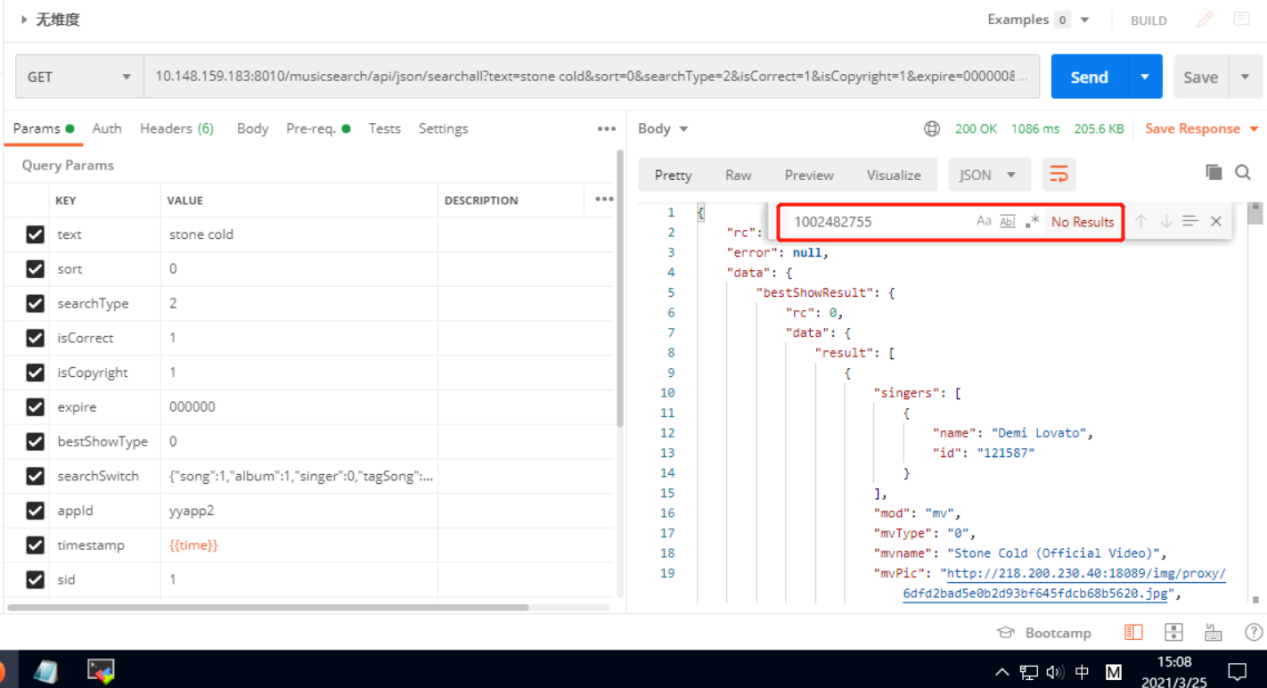 无维度
Examples 0
BUILD
GET
10.148.159.183:8010/musicsearch/api/json/searchall?text=stone cold&sort=0&searchType=2&isCorrect=1&isCopyright=1&expire=0000008...
Send
Save
Params
Auth
Headers (6)
Body
Pre-req.
Tests
Settings
Body
200 OK
1086 ms
205.6 KB
Save Response
Query Params
Pretty
Raw
Preview
Visualize
JSON
KEY
VALUE
DESCRIPTION
text
stone cold
sort
0
searchType
2
isCorrect
1
isCopyright
1
expire
000000
bestShowType
0
searchSwitch
{"song":1,"album":1,"singer":0,"tagSong":...
appId
yyapp2
timestamp
{{time}}
sid
1
1002482755
Aa Abl .*
No Results
1 {
2 "rc":
3 "error": null,
4 "data": {
5 "bestShowResult": {
6 "rc": 0,
7 "data": {
8 "result": [
9 {
10 "singers": [
11 {
12 "name": "Demi Lovato",
13 "id": "121587"
14 }
15 ],
16 "mod": "mv",
17 "mvType": "0",
18 "mvname": "Stone Cold (Official Video)",
19 "mvPic": "http://218.200.230.40:18089/img/proxy/
6dfd2bad5e0b2d93bf645fdcb68b5620.jpg",
Bootcamp
中
M
15:08
2021/3/25